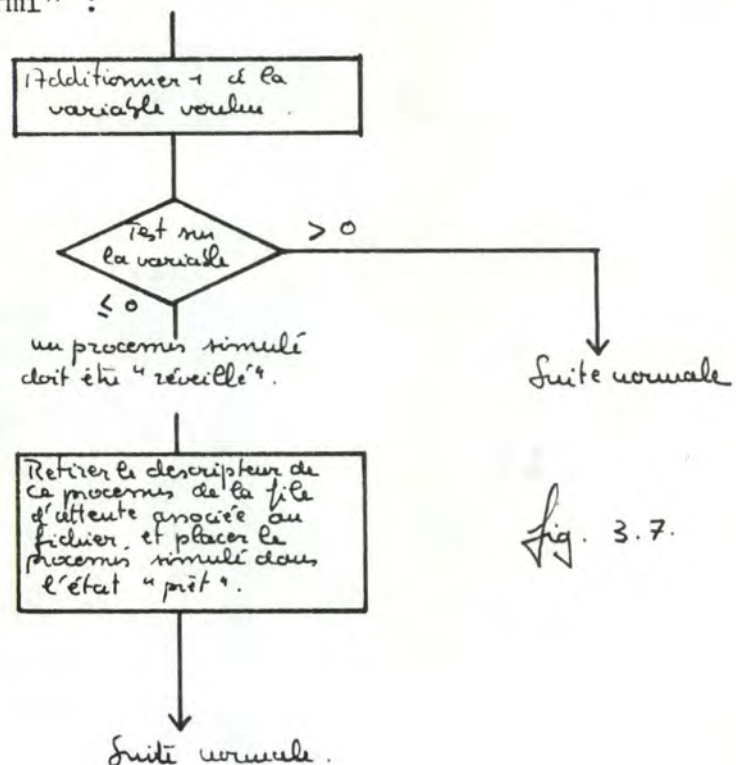 rmi" :
Additionner 1 à la
variable voulue .
Test sur
la variable
> 0
≤ 0
un processus simulé
doit être "réveillé".
Suite normale
Retirer le descripteur de
ce processus de la file
d'attente associée au
fichier, et placer le
processus simulé dans
l'état "prêt".
fig. 3.7.
Suite normale.